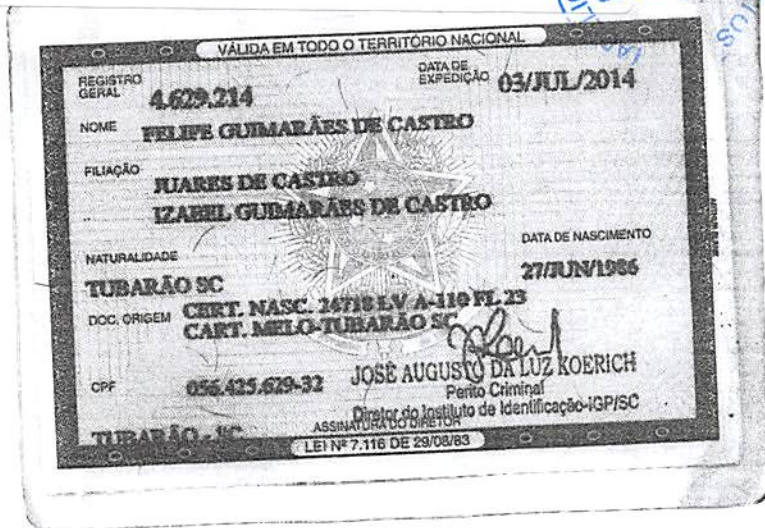 VÁLIDA EM TODO O TERRITÓRIO NACIONAL
REGISTRO GERAL 4.629.214 DATA DE EXPEDIÇÃO 03/JUL/2014
NOME FELIPE GUIMARÃES DE CASTRO
FILIAÇÃO
JUARES DE CASTRO
IZABEL GUIMARÃES DE CASTRO
NATURALIDADE DATA DE NASCIMENTO
TUBARÃO SC 27/JUN/1986
DOC. ORIGEM CERT. NASC. 24718 LV A-110 FL 23
CART. MELO-TUBARÃO SC
CPF 056.425.629-32
JOSÉ AUGUSTO DA LUZ KOERICH
Perito Criminal
Diretor do Instituto de Identificação-IGP/SC
TUBARÃO - SC ASSINATURA DO DIRETOR
LEI Nº 7.116 DE 29/08/83